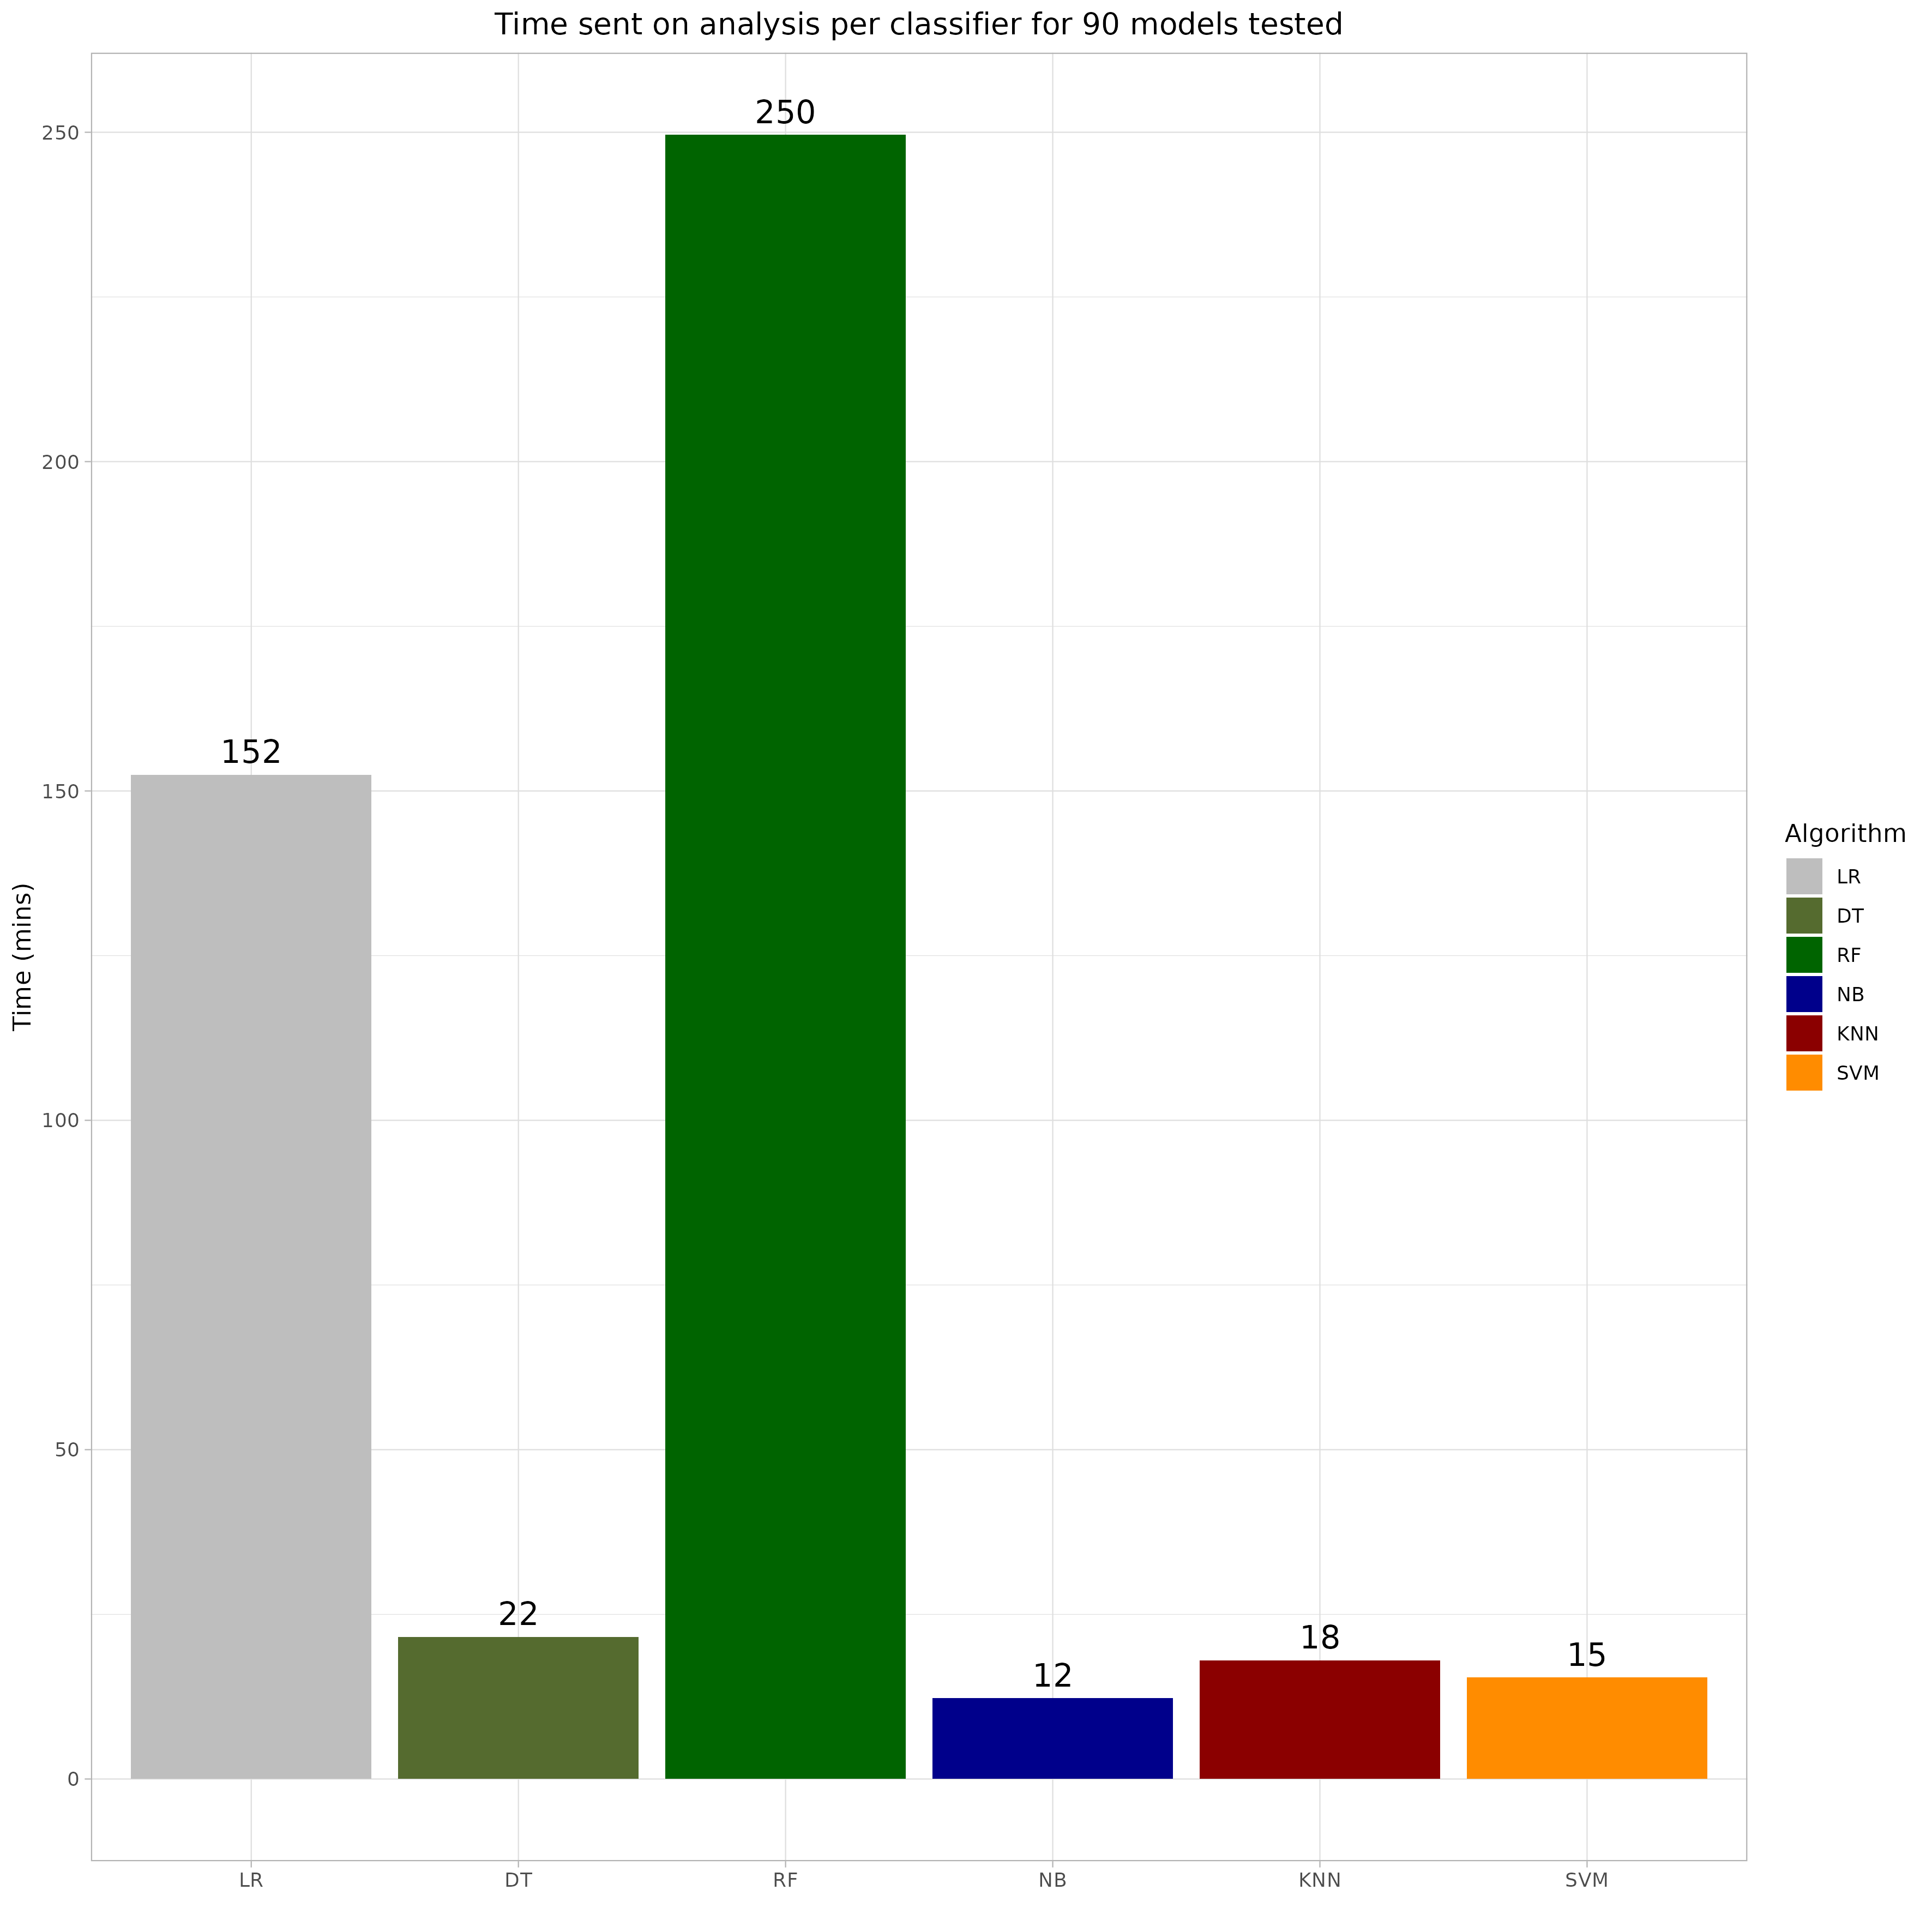 Time sent on analysis per classifier for 90 models tested
Time (mins)
250
200
150
100
50
0
152
22
250
12
18
15
LR
DT
RF
NB
KNN
SVM
Algorithm
LR
DT
RF
NB
KNN
SVM